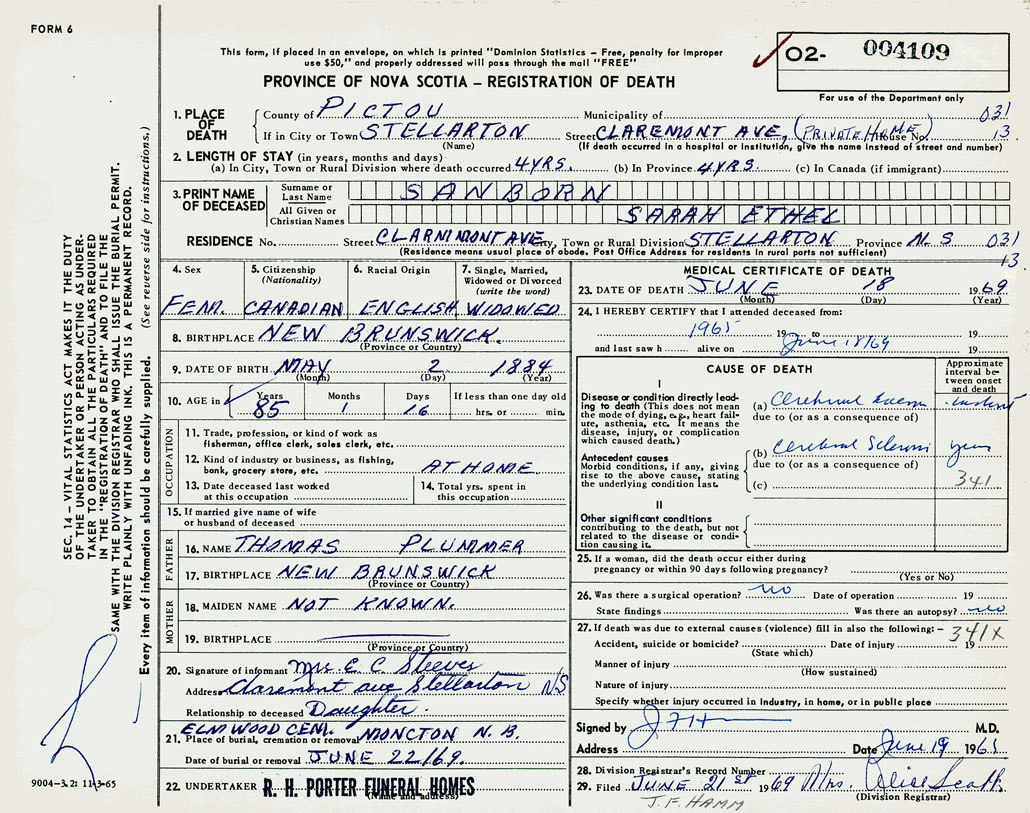 FORM 6
This form, if placed in an envelope, on which is printed "Dominion Statistics – Free, penalty for improper
use $50," and properly addressed will pass through the mail "FREE"
02- 004109
PROVINCE OF NOVA SCOTIA – REGISTRATION OF DEATH
For use of the Department only
1. PLACE OF DEATH
County of PICTOU Municipality of 031
If in City or Town STELLARTON Street CLAREMONT AVE, (PRIVATE HOME) House No. 13.
(Name) (If death occurred in a hospital or institution, give the name instead of street and number)
2. LENGTH OF STAY (in years, months and days)
(a) In City, Town or Rural Division where death occurred 4 YRS. (b) In Province 4 YRS. (c) In Canada (if immigrant)
3. PRINT NAME OF DECEASED
Surname or Last Name SANBORN
All Given or Christian Names SARAH ETHEL
RESIDENCE No. Street CLARNIMONT AVE City, Town or Rural Division STELLARTON Province N S 031
(Residence means usual place of abode. Post Office Address for residents in rural parts not sufficient) 13.
4. Sex 5. Citizenship (Nationality) 6. Racial Origin 7. Single, Married, Widowed or Divorced (write the word)
FEM. CANADIAN ENGLISH WIDOWED
8. BIRTHPLACE NEW BRUNSWICK.
(Province or Country)
9. DATE OF BIRTH MAY 2 1884
(Month) (Day) (Year)
10. AGE in Years Months Days If less than one day old
85 1 16 hrs. or min.
OCCUPATION
11. Trade, profession, or kind of work as
fisherman, office clerk, sales clerk, etc.
12. Kind of industry or business, as fishing,
bank, grocery store, etc. AT HOME
13. Date deceased last worked
at this occupation
14. Total yrs. spent in
this occupation
15. If married give name of wife
or husband of deceased
FATHER
16. NAME THOMAS PLUMMER
17. BIRTHPLACE NEW BRUNSWICK
(Province or Country)
MOTHER
18. MAIDEN NAME NOT KNOWN.
19. BIRTHPLACE
(Province or Country)
20. Signature of informant Mrs. E. C. Steeves
Address Claremont ave Stellarton N/S
Relationship to deceased Daughter.
ELMWOOD CEM.
21. Place of burial, cremation or removal MONCTON N. B.
Date of burial or removal JUNE 22/69.
22. UNDERTAKER R. H. PORTER FUNERAL HOMES
(Name and address)
MEDICAL CERTIFICATE OF DEATH
23. DATE OF DEATH JUNE 18 1969
(Month) (Day) (Year)
24. I HEREBY CERTIFY that I attended deceased from:
1965 19 to 19
and last saw h alive on June 18/69 19
CAUSE OF DEATH
Approximate interval between onset and death
I
Disease or condition directly leading to death (This does not mean the mode of dying, e.g., heart failure, asthenia, etc. It means the disease, injury, or complication which caused death.)
(a) Cerebral
due to (or as a consequence of)
Antecedent causes
Morbid conditions, if any, giving rise to the above cause, stating the underlying condition last.
(b) Cerebral Sclerosis
due to (or as a consequence of)
(c) 341
II
Other significant conditions
contributing to the death, but not related to the disease or condition causing it.
25. If a woman, did the death occur either during
pregnancy or within 90 days following pregnancy?
(Yes or No)
26. Was there a surgical operation? no Date of operation 19
State findings Was there an autopsy? no
27. If death was due to external causes (violence) fill in also the following: – 341X
Accident, suicide or homicide? Date of injury 19
(State which)
Manner of injury
(How sustained)
Nature of injury
Specify whether injury occurred in industry, in home, or in public place
Signed by M.D.
Address Date June 19 1965
28. Division Registrar's Record Number
29. Filed JUNE 21st 1969 Mrs. Alice Scott
J. F. HAMM (Division Registrar)
SEC. 14 – VITAL STATISTICS ACT MAKES IT THE DUTY
OF THE UNDERTAKER OR PERSON ACTING AS UNDER-
TAKER TO OBTAIN ALL THE PARTICULARS REQUIRED
IN THE "REGISTRATION OF DEATH" AND TO FILE THE
SAME WITH THE DIVISION REGISTRAR WHO SHALL ISSUE THE BURIAL PERMIT.
WRITE PLAINLY WITH UNFADING INK. THIS IS A PERMANENT RECORD.
Every item of information should be carefully supplied. (See reverse side for instructions.)
9004-3.2: 11-3-65